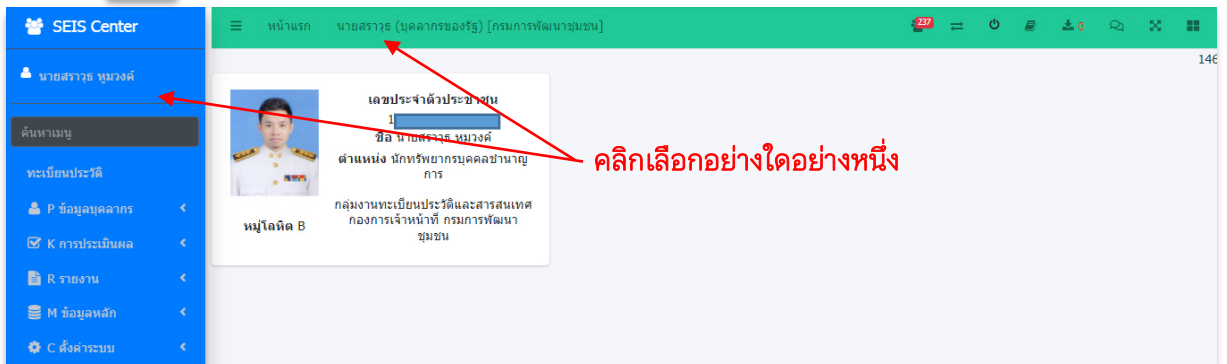 SEIS Center
หน้าแรก นายสราวุธ (บุคลากรของรัฐ) [กรมการพัฒนาชุมชน]
237
0
146
นายสราวุธ หูมวงค์
ค้นหาเมนู
ทะเบียนประวัติ
P ข้อมูลบุคลากร
K การประเมินผล
R รายงาน
M ข้อมูลหลัก
C ตั้งค่าระบบ
เลขประจำตัวประชาชน
1
ชื่อ นายสราวุธ หูมวงค์
ตำแหน่ง นักทรัพยากรบุคคลชำนาญ
การ
กลุ่มงานทะเบียนประวัติและสารสนเทศ
กองการเจ้าหน้าที่ กรมการพัฒนา
ชุมชน
หมู่โลหิต B
คลิกเลือกอย่างใดอย่างหนึ่ง